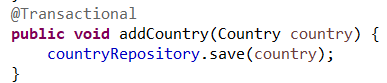 @Transactional
public void addCountry(Country country) {
    countryRepository.save(country);
}